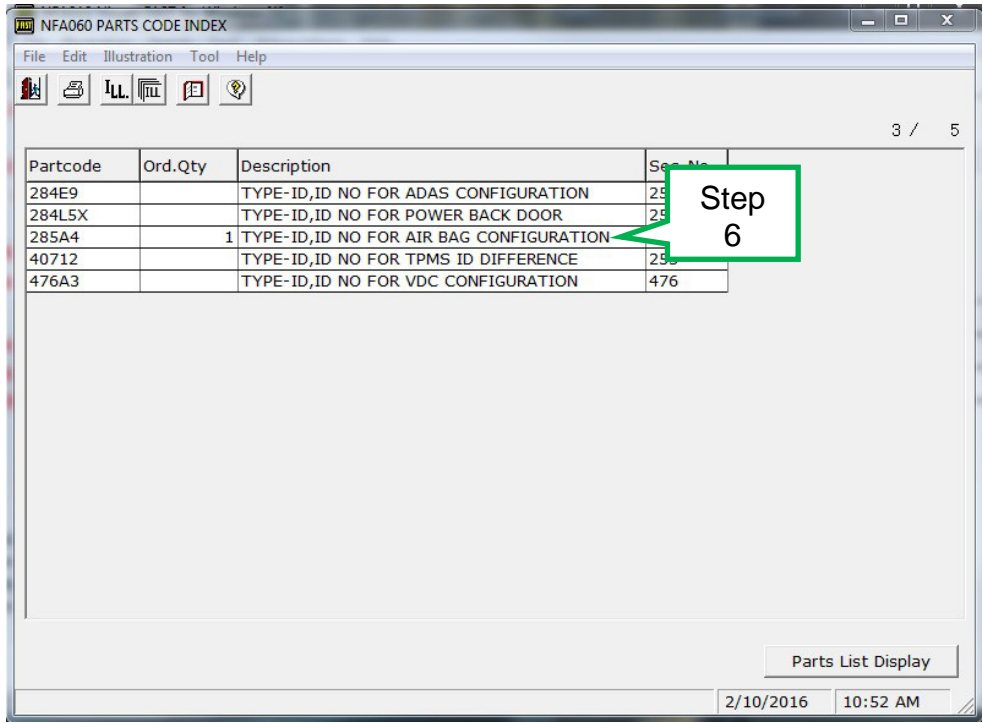 NFA060 PARTS CODE INDEX
File Edit Illustration Tool Help
ILL. ILL
3 / 5
Partcode Ord.Qty Description
284E9 TYPE-ID,ID NO FOR ADAS CONFIGURATION
284L5X TYPE-ID,ID NO FOR POWER BACK DOOR
285A4 1 TYPE-ID,ID NO FOR AIR BAG CONFIGURATION
40712 TYPE-ID,ID NO FOR TPMS ID DIFFERENCE
476A3 TYPE-ID,ID NO FOR VDC CONFIGURATION 476
Step
6
Parts List Display
2/10/2016 10:52 AM